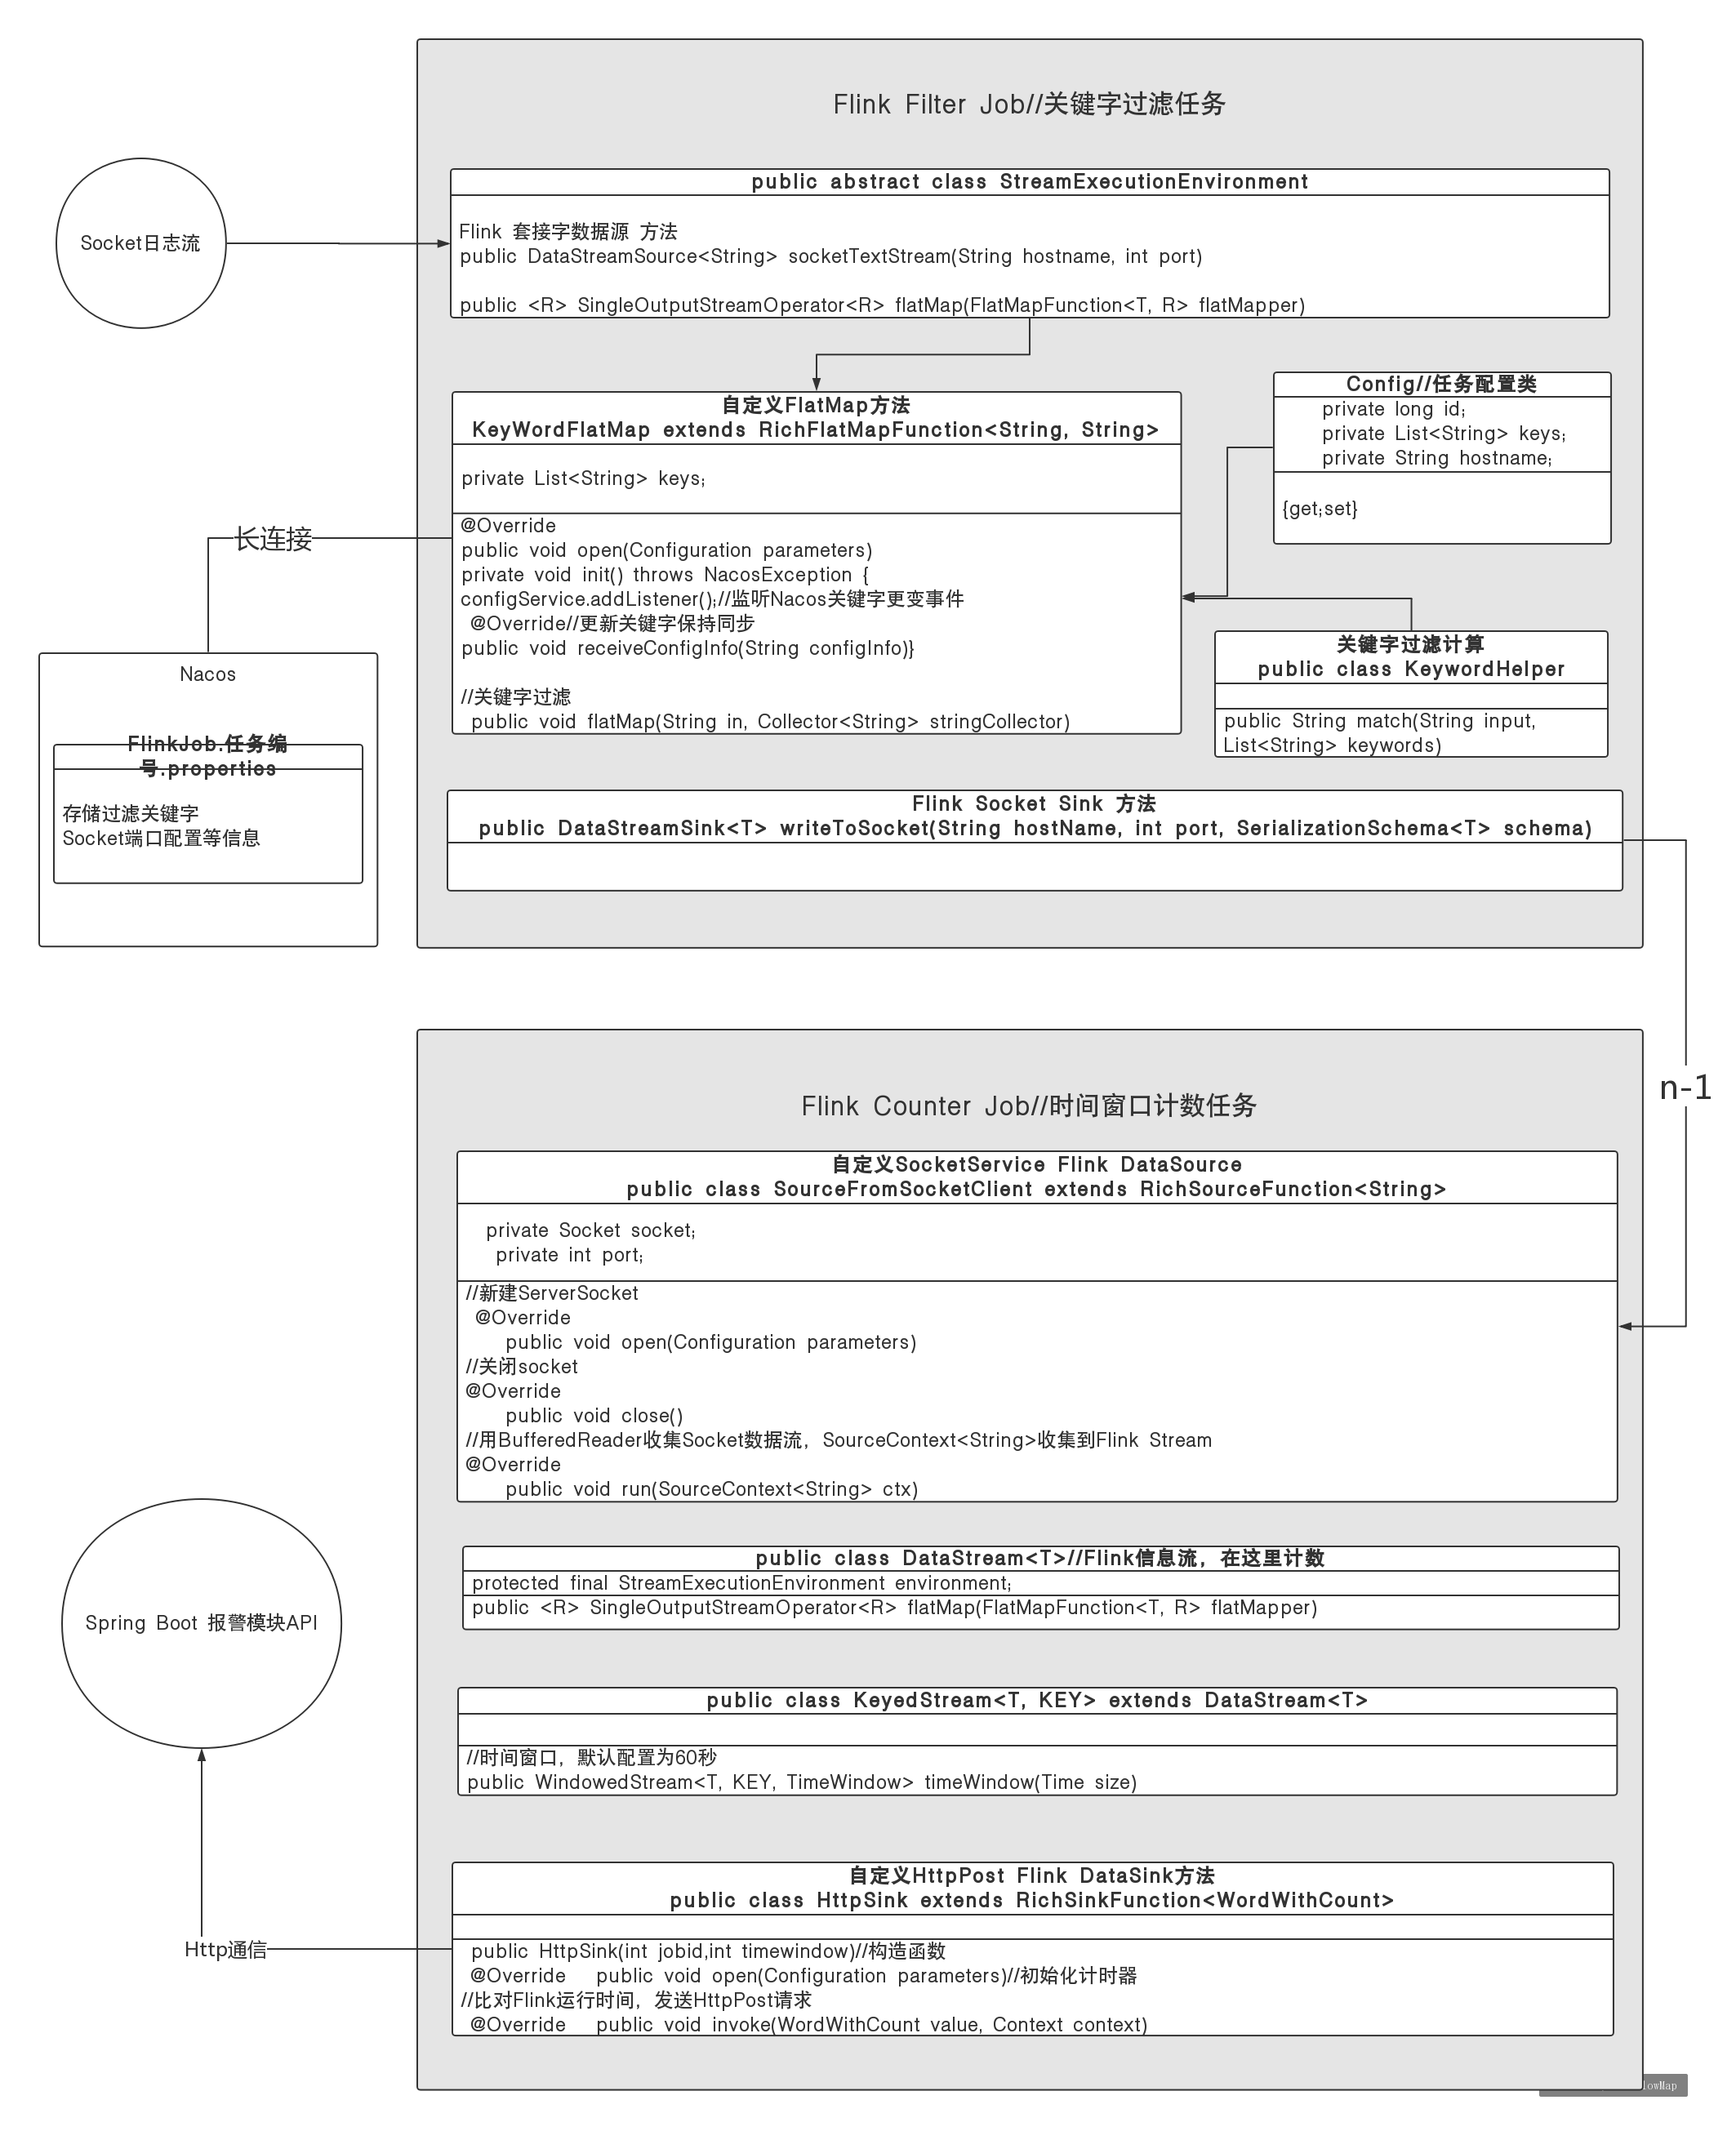 Flink Filter Job//关键字过滤任务
Socket日志流
public abstract class StreamExecutionEnvironment
Flink 套接字数据源 方法
public DataStreamSource<String> socketTextStream(String hostname, int port)
public <R> SingleOutputStreamOperator<R> flatMap(FlatMapFunction<T, R> flatMapper)
自定义FlatMap方法
KeyWordFlatMap extends RichFlatMapFunction<String, String>
private List<String> keys;
@Override
public void open(Configuration parameters)
private void init() throws NacosException {
configService.addListener();//监听Nacos关键字更变事件
@Override//更新关键字保持同步
public void receiveConfigInfo(String configInfo)}
//关键字过滤
public void flatMap(String in, Collector<String> stringCollector)
Config//任务配置类
private long id;
private List<String> keys;
private String hostname;
{get;set}
长连接
关键字过滤计算
public class KeywordHelper
public String match(String input,
List<String> keywords)
Nacos
FlinkJob.任务编
号.properties
存储过滤关键字
Socket端口配置等信息
Flink Socket Sink 方法
public DataStreamSink<T> writeToSocket(String hostName, int port, SerializationSchema<T> schema)
n-1
Flink Counter Job//时间窗口计数任务
自定义SocketService Flink DataSource
public class SourceFromSocketClient extends RichSourceFunction<String>
private Socket socket;
private int port;
//新建ServerSocket
@Override
public void open(Configuration parameters)
//关闭socket
@Override
public void close()
//用BufferedReader收集Socket数据流，SourceContext<String>收集到Flink Stream
@Override
public void run(SourceContext<String> ctx)
Spring Boot 报警模块API
public class DataStream<T>//Flink信息流，在这里计数
protected final StreamExecutionEnvironment environment;
public <R> SingleOutputStreamOperator<R> flatMap(FlatMapFunction<T, R> flatMapper)
public class KeyedStream<T, KEY> extends DataStream<T>
//时间窗口，默认配置为60秒
public WindowedStream<T, KEY, TimeWindow> timeWindow(Time size)
自定义HttpPost Flink DataSink方法
public class HttpSink extends RichSinkFunction<WordWithCount>
Http通信
public HttpSink(int jobid,int timewindow)//构造函数
@Override public void open(Configuration parameters)//初始化计时器
//比对Flink运行时间，发送HttpPost请求
@Override public void invoke(WordWithCount value, Context context)